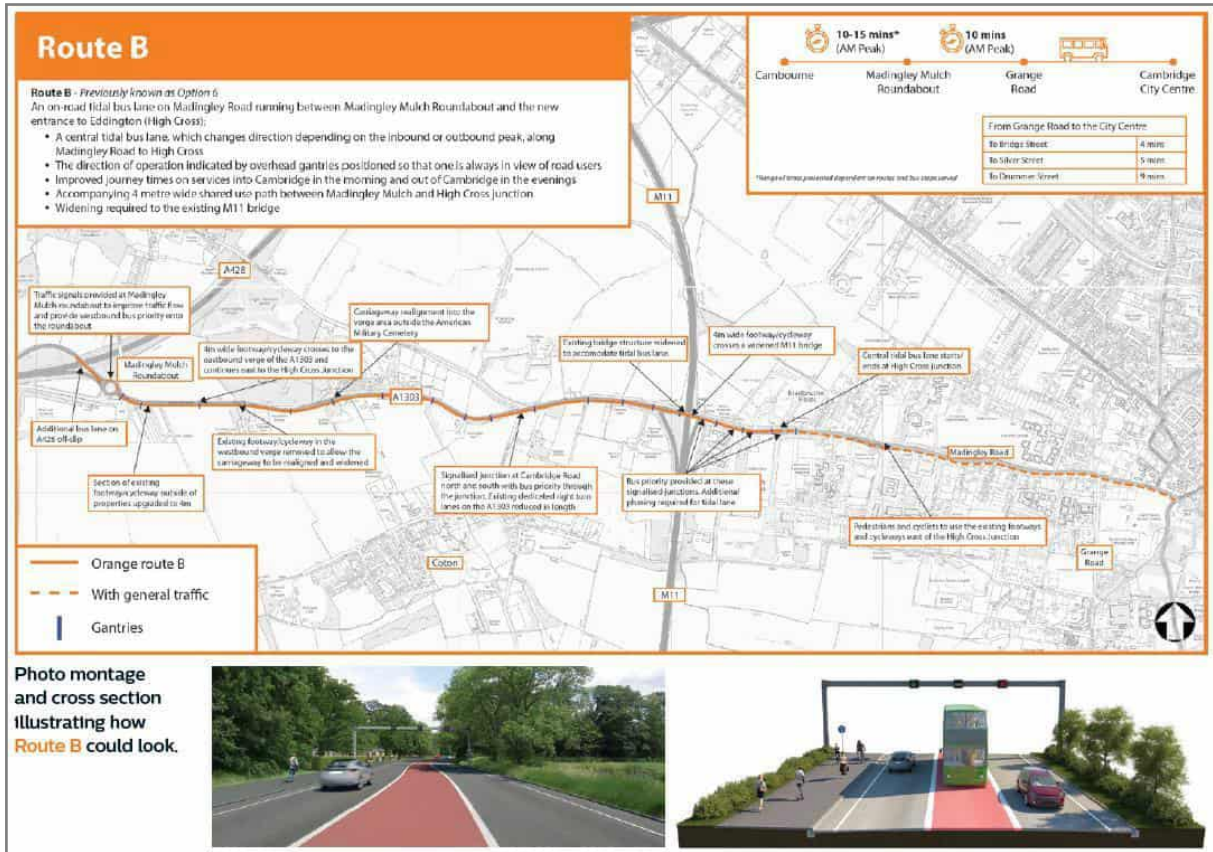 Route B
Route B - Previously known as Option 6
An on-road tidal bus lane on Madingley Road running between Madingley Mulch Roundabout and the new
entrance to Eddington (High Cross);
• A central tidal bus lane, which changes direction depending on the inbound or outbound peak, along
Madingley Road to High Cross
• The direction of operation indicated by overhead gantries positioned so that one is always in view of road users
• Improved journey times on services into Cambridge in the morning and out of Cambridge in the evenings
• Accompanying 4 metre wide shared use path between Madingley Mulch and High Cross junction
• Widening required to the existing M11 bridge
10-15 mins*
(AM Peak)
10 mins
(AM Peak)
Cambourne
Madingley Mulch
Roundabout
Grange
Road
Cambridge
City Centre
From Grange Road to the City Centre
To Bridge Street 4 mins
To Silver Street 5 mins
To Drummer Street 9 mins
*Range of times presented dependent on routes and bus stops served
M11
A428
Traffic signals provided at Madingley
Mulch roundabout to improve traffic flow
and provide westbound bus priority onto
the roundabout
Madingley Mulch
Roundabout
4m wide footway/cycleway crosses to the
eastbound verge of the A1303 and
continues east to the High Cross Junction
Carriageway realignment into the
verge area outside the American
Military Cemetery
A1303
Existing bridge structure widened
to accomodate tidal bus lane
4m wide footway/cycleway
crosses a widened M11 bridge
Central tidal bus lane starts/
ends at High Cross junction
Additional bus lane on
A428 off-slip
Section of existing
footway/cycleway outside of
properties upgraded to 4m
Existing footway/cycleway in the
westbound verge removed to allow the
carriageway to be realigned and widened
Signalised junction at Cambridge Road
north and south with bus priority through
the junction. Existing dedicated right turn
lanes on the A1303 reduced in length
Bus priority provided at these
signalised junctions. Additional
phasing required for tidal lane
Madingley Road
Pedestrians and cyclists to use the existing footways
and cycleways east of the High Cross Junction
Coton
Grange
Road
M11
Orange route B
With general traffic
Gantries
Photo montage
and cross section
illustrating how
Route B could look.